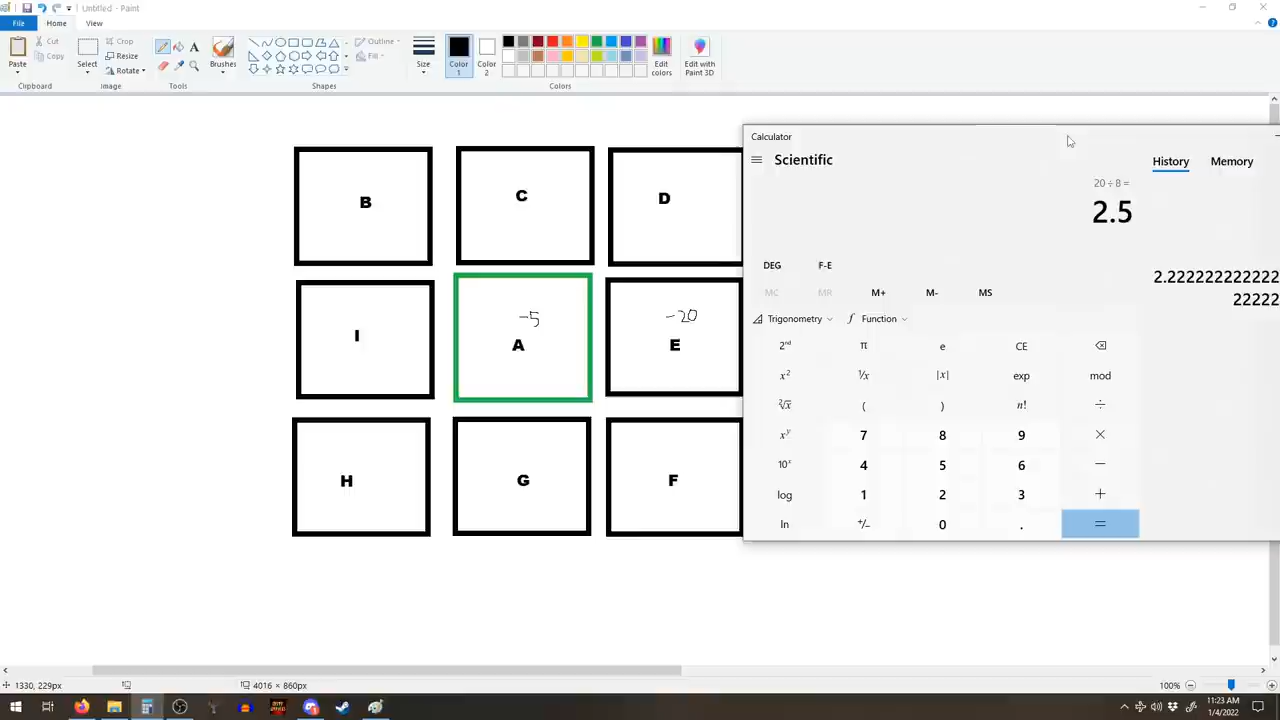 Untitled - Paint
File Home View
Paste
Cut
Copy
Clipboard
Select
Crop
Resize
Rotate
Image
A
Tools
Brushes
Outline
Fill
Shapes
Size
Color 1
Color 2
Edit colors
Colors
Edit with Paint 3D
B
C
D
I
-5
A
-20
E
H
G
F
Calculator
Scientific
History Memory
20 ÷ 8 =
2.5
2.222222222222
22222
DEG F-E
MC MR M+ M- MS
Trigonometry Function
2nd π e CE
x² ⅟x |x| exp mod
²√x ( ) n! ÷
xʸ 7 8 9 ×
10ˣ 4 5 6 −
log 1 2 3 +
ln +/− 0 . =
1330, 229px
4016 × 860px
100%
11:23 AM
1/4/2022